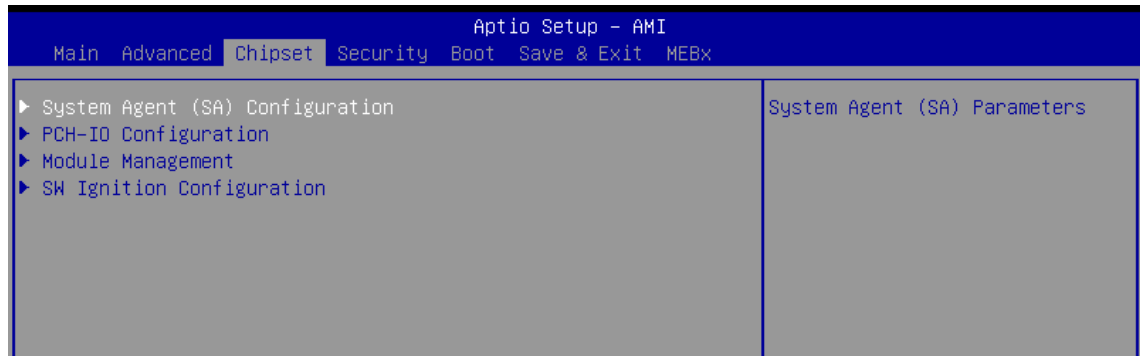 Aptio Setup – AMI
Main Advanced Chipset Security Boot Save & Exit MEBx
System Agent (SA) Configuration
PCH-IO Configuration
Module Management
SW Ignition Configuration
System Agent (SA) Parameters